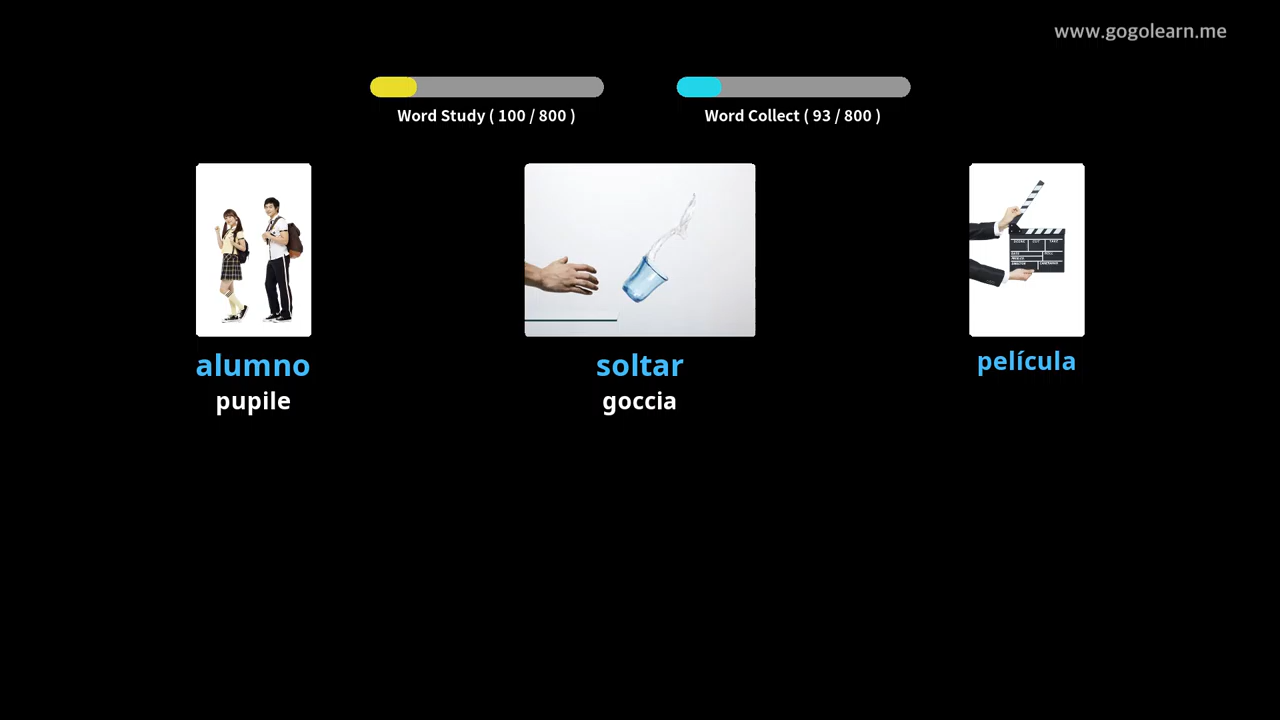 www.gogolearn.me
Word Study ( 100 / 800 )
Word Collect ( 93 / 800 )
alumno
pupile
soltar
goccia
película